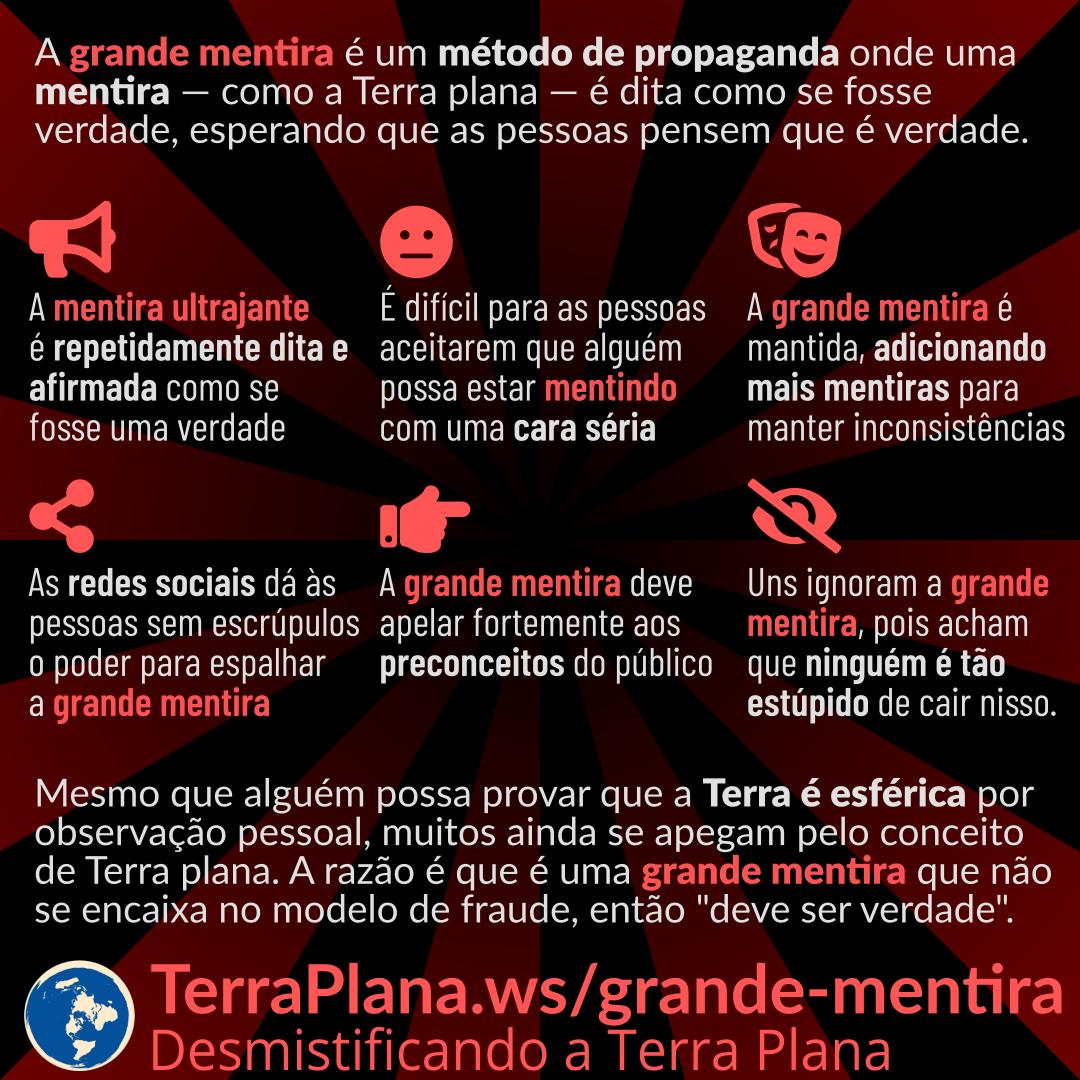 A grande mentira é um método de propaganda onde uma
mentira — como a Terra plana — é dita como se fosse
verdade, esperando que as pessoas pensem que é verdade.
A mentira ultrajante
é repetidamente dita e
afirmada como se
fosse uma verdade
É difícil para as pessoas
aceitarem que alguém
possa estar mentindo
com uma cara séria
A grande mentira é
mantida, adicionando
mais mentiras para
manter inconsistências
As redes sociais dá às
pessoas sem escrúpulos
o poder para espalhar
a grande mentira
A grande mentira deve
apelar fortemente aos
preconceitos do público
Uns ignoram a grande
mentira, pois acham
que ninguém é tão
estúpido de cair nisso.
Mesmo que alguém possa provar que a Terra é esférica por
observação pessoal, muitos ainda se apegam pelo conceito
de Terra plana. A razão é que é uma grande mentira que não
se encaixa no modelo de fraude, então "deve ser verdade".
TerraPlana.ws/grande-mentira
Desmistificando a Terra Plana